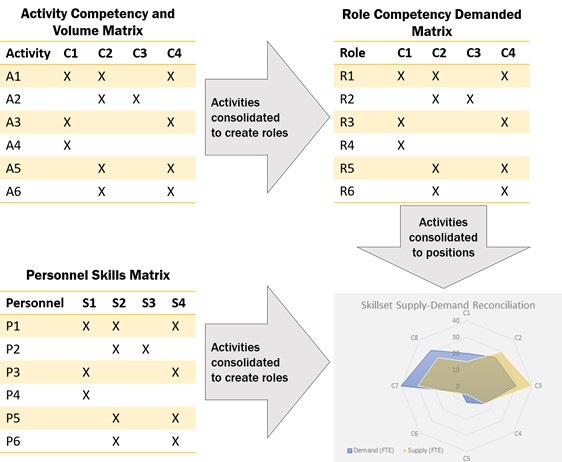 Activity Competency and
Volume Matrix
Activity C1 C2 C3 C4
A1 X X X
A2 X X
A3 X X
A4 X
A5 X X
A6 X X
Activities
consolidated
to create roles
Role Competency Demanded
Matrix
Role C1 C2 C3 C4
R1 X X X
R2 X X
R3 X X
R4 X
R5 X X
R6 X X
Activities
consolidated
to positions
Personnel Skills Matrix
Personnel S1 S2 S3 S4
P1 X X X
P2 X X
P3 X X
P4 X
P5 X X
P6 X X
Activities
consolidated
to create roles
Skillset Supply-Demand Reconciliation
C1
40
30
20
10
0
C2
C3
C4
C5
C6
C7
C8
Demand (FTE) Supply (FTE)